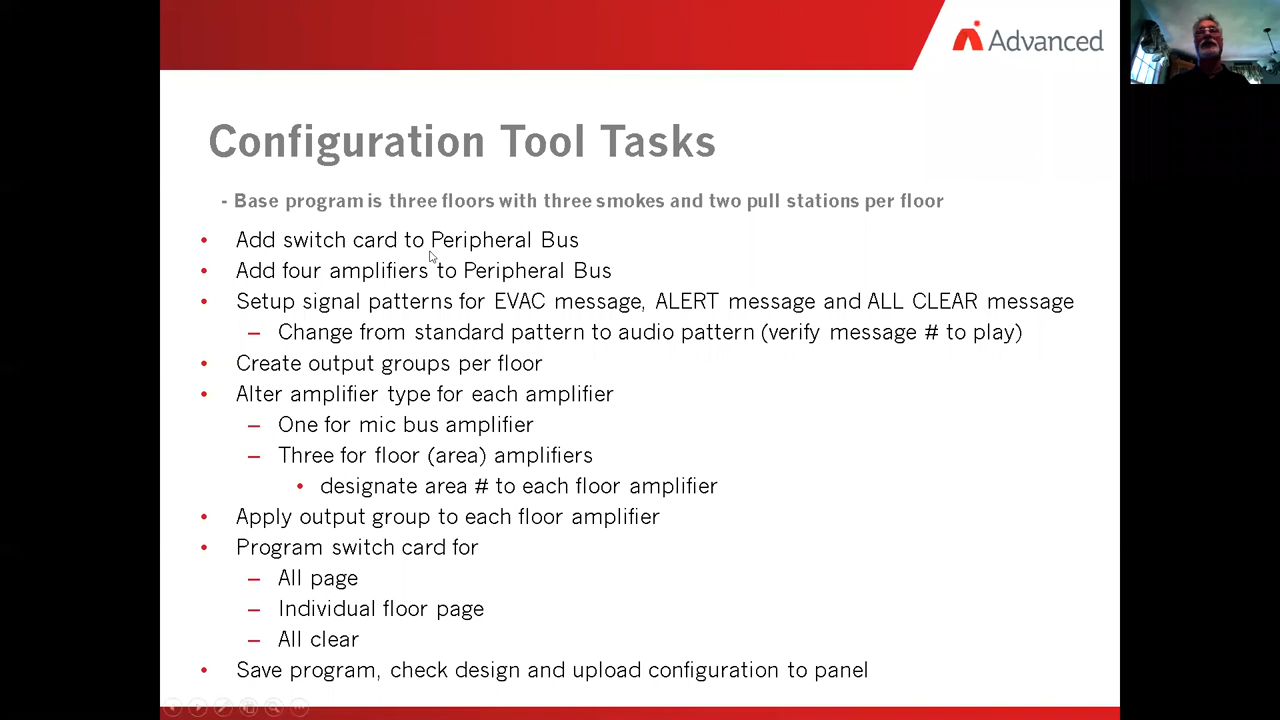 Advanced
Configuration Tool Tasks
- Base program is three floors with three smokes and two pull stations per floor
• Add switch card to Peripheral Bus
• Add four amplifiers to Peripheral Bus
• Setup signal patterns for EVAC message, ALERT message and ALL CLEAR message
– Change from standard pattern to audio pattern (verify message # to play)
• Create output groups per floor
• Alter amplifier type for each amplifier
– One for mic bus amplifier
– Three for floor (area) amplifiers
• designate area # to each floor amplifier
• Apply output group to each floor amplifier
• Program switch card for
– All page
– Individual floor page
– All clear
• Save program, check design and upload configuration to panel